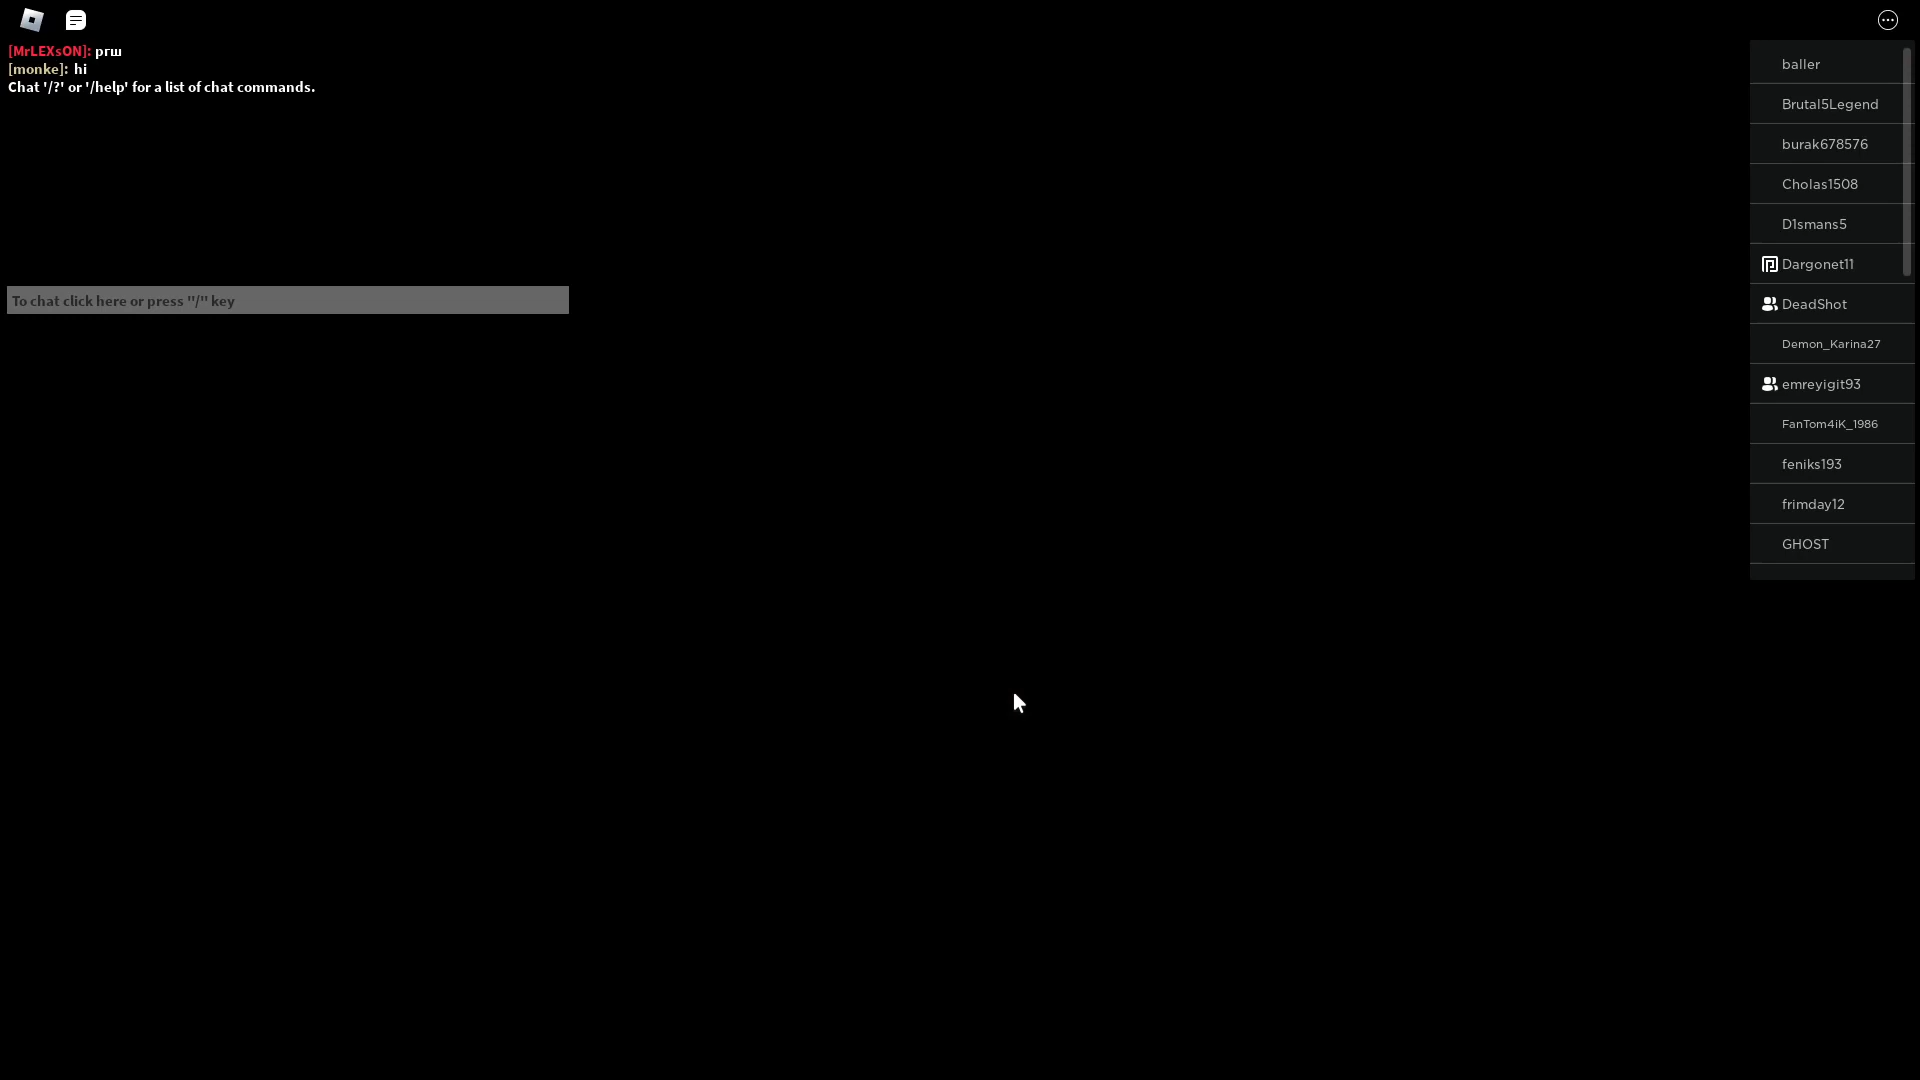 [MrLEXsON]: prш
[monke]: hi
Chat '/?' or '/help' for a list of chat commands.
To chat click here or press "/" key
baller
Brutal5Legend
burak678576
Cholas1508
D1smans5
Dargonet11
DeadShot
Demon_Karina27
emreyigit93
FanTom4iK_1986
feniks193
frimday12
GHOST